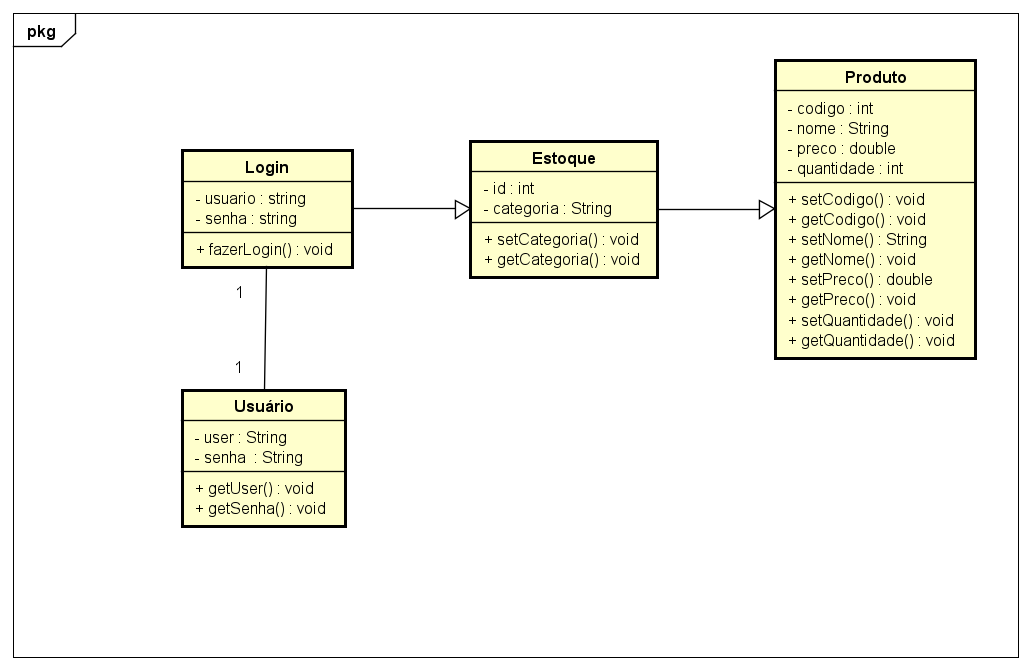 pkg
Login
- usuario : string
- senha : string
+ fazerLogin() : void
1
1
Usuário
- user : String
- senha : String
+ getUser() : void
+ getSenha() : void
Estoque
- id : int
- categoria : String
+ setCategoria() : void
+ getCategoria() : void
Produto
- codigo : int
- nome : String
- preco : double
- quantidade : int
+ setCodigo() : void
+ getCodigo() : void
+ setNome() : String
+ getNome() : void
+ setPreco() : double
+ getPreco() : void
+ setQuantidade() : void
+ getQuantidade() : void